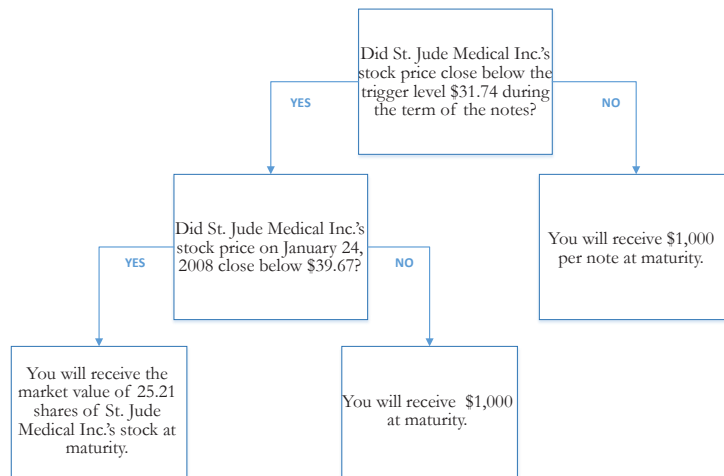 Did St. Jude Medical Inc.'s
stock price close below the
trigger level $31.74 during
the term of the notes?
YES
NO
Did St. Jude Medical Inc.'s
stock price on January 24,
2008 close below $39.67?
You will receive $1,000
per note at maturity.
YES
NO
You will receive the
market value of 25.21
shares of St. Jude
Medical Inc.'s stock at
maturity.
You will receive $1,000
at maturity.